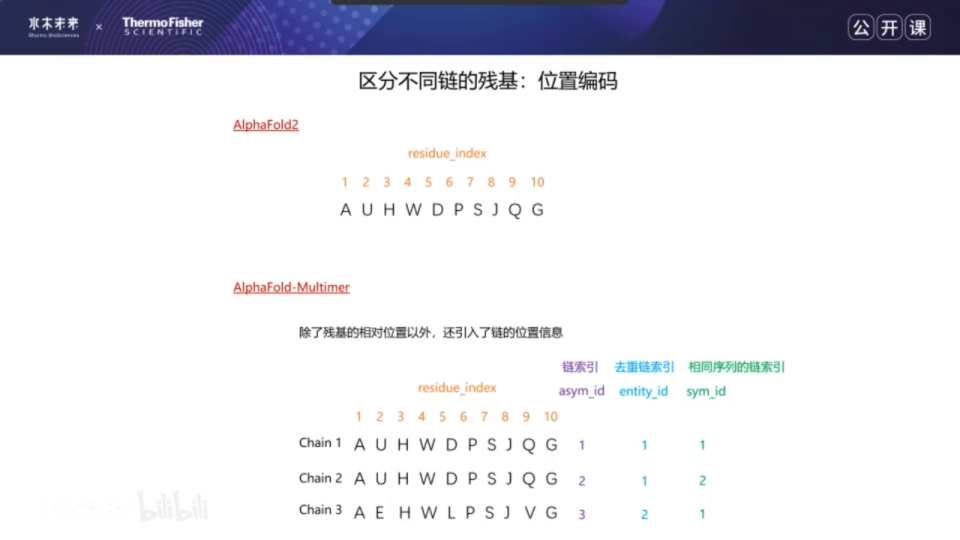 水木未来 × ThermoFisher
Shuimu BioSciences SCIENTIFIC
公开课
区分不同链的残基：位置编码
AlphaFold2
residue_index
1 2 3 4 5 6 7 8 9 10
A U H W D P S J Q G
AlphaFold-Multimer
除了残基的相对位置以外，还引入了链的位置信息
链索引 去重链索引 相同序列的链索引
residue_index asym_id entity_id sym_id
1 2 3 4 5 6 7 8 9 10
Chain 1 A U H W D P S J Q G 1 1 1
Chain 2 A U H W D P S J Q G 2 1 2
Chain 3 A E H W L P S J V G 3 2 1
bilibili